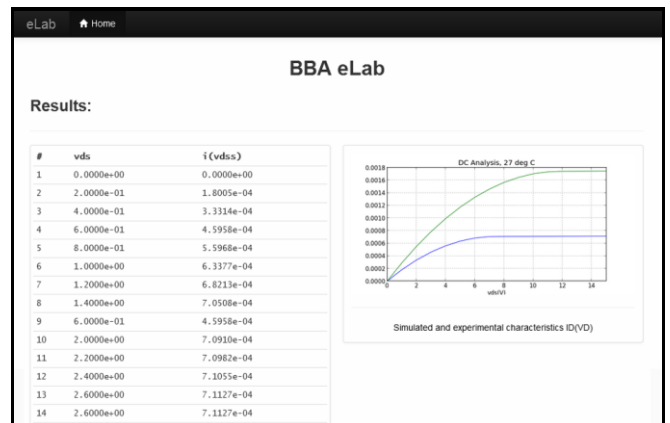 eLab Home
BBA eLab
Results:
# vds i(vdss)
1 0.0000e+00 0.0000e+00
2 2.0000e-01 1.8005e-04
3 4.0000e-01 3.3314e-04
4 6.0000e-01 4.5958e-04
5 8.0000e-01 5.5968e-04
6 1.0000e+00 6.3377e-04
7 1.2000e+00 6.8213e-04
8 1.4000e+00 7.0508e-04
9 6.0000e-01 4.5958e-04
10 2.0000e+00 7.0910e-04
11 2.2000e+00 7.0982e-04
12 2.4000e+00 7.1055e-04
13 2.6000e+00 7.1127e-04
14 2.6000e+00 7.1127e-04
DC Analysis, 27 deg C
0.0018
0.0016
0.0014
0.0012
0.0010
0.0008
0.0006
0.0004
0.0002
0.0000
0 2 4 6 8 10 12 14
vds(V)
Simulated and experimental characteristics ID(VD)